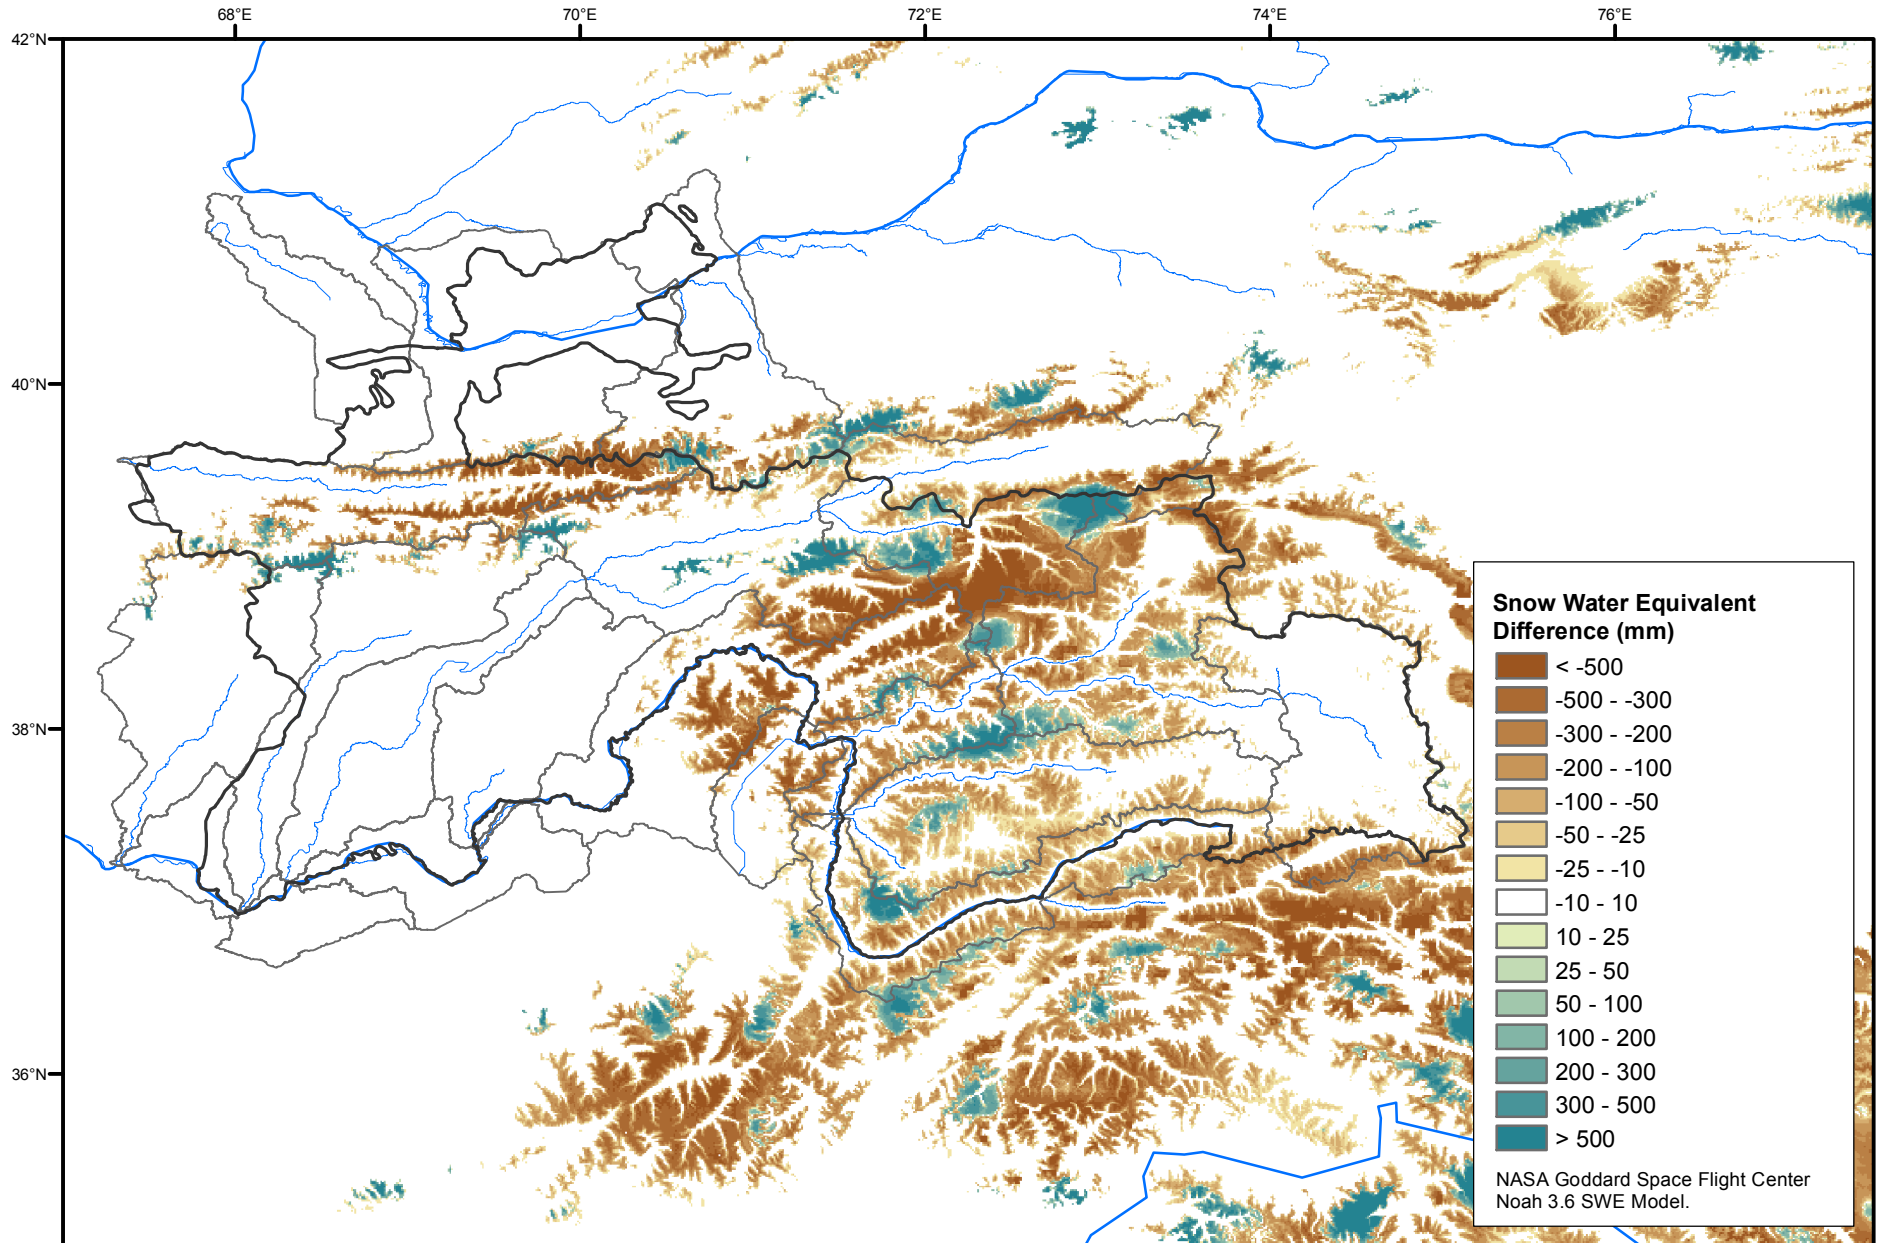 68°E 70°E 72°E 74°E 76°E
42°N
40°N
38°N
36°N
Snow Water Equivalent
Difference (mm)
< -500
-500 - -300
-300 - -200
-200 - -100
-100 - -50
-50 - -25
-25 - -10
-10 - 10
10 - 25
25 - 50
50 - 100
100 - 200
200 - 300
300 - 500
> 500
NASA Goddard Space Flight Center
Noah 3.6 SWE Model.